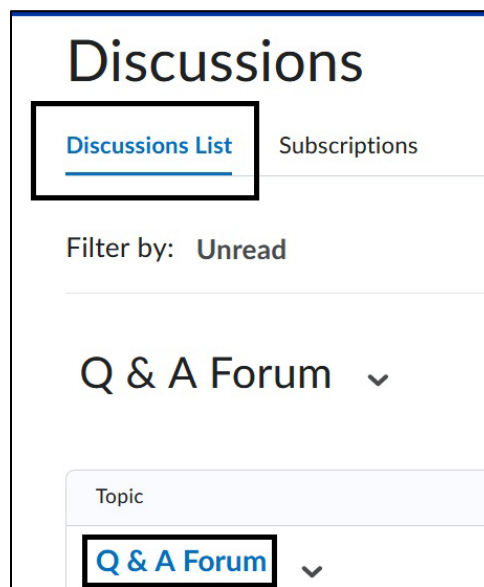 Discussions
Discussions List Subscriptions
Filter by: Unread
Q & A Forum
Topic
Q & A Forum